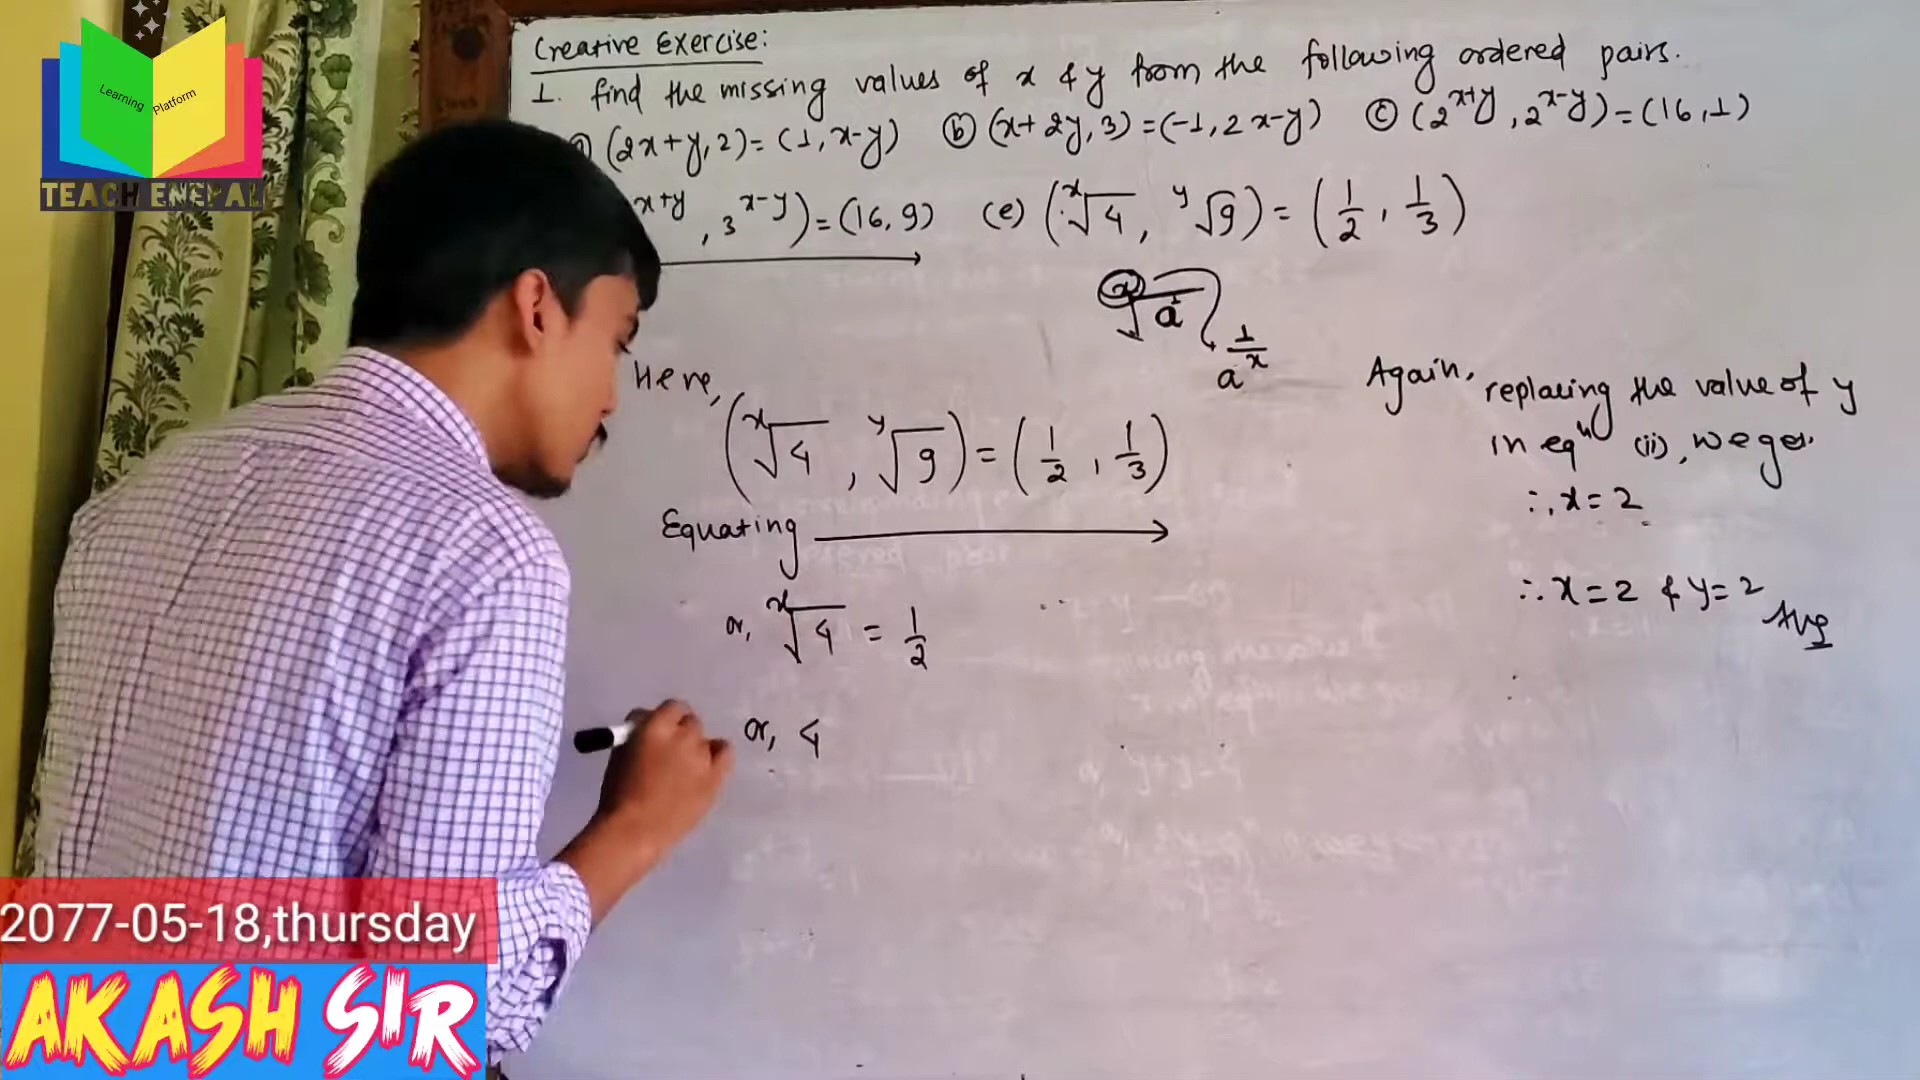 Learning Platform
TEACH ENEPAL
Creative Exercise:
1. find the missing values of x & y from the following ordered pairs.
a) (2x+y, 2) = (1, x-y) ⓑ (x+2y, 3) = (-1, 2x-y) ⓒ (2^{x+y}, 2^{x-y}) = (16, 1)
^{x+y}, 3^{x-y}) = (16, 9) (e) (ˣ√4, ʸ√9) = (1/2, 1/3)
ˣ√a¹
a^{1/x}
Here,
(ˣ√4, ʸ√9) = (1/2, 1/3)
Equating
or, ˣ√4 = 1/2
or, 4
Again, replacing the value of y
in eqⁿ (ii), we get.
∴ x = 2
∴ x = 2 & y = 2
Ans
2077-05-18,thursday
AKASH SIR